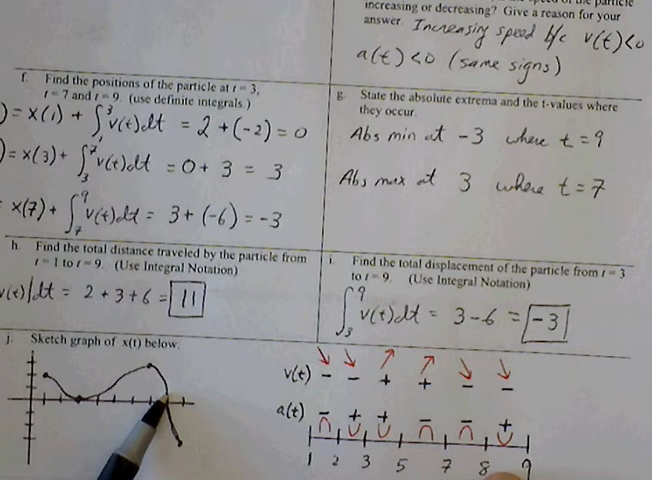 increasing or decreasing? Give a reason for your
answer. Increasing speed b/c v(t)<0
a(t)<0 (same signs)
f. Find the positions of the particle at t = 3,
t = 7 and t = 9. (use definite integrals.)
) = x(1) + ∫₁³ v(t)dt = 2 + (-2) = 0
) = x(3) + ∫₃⁷ v(t)dt = 0 + 3 = 3
= x(7) + ∫₇⁹ v(t)dt = 3 + (-6) = -3
g. State the absolute extrema and the t-values where
they occur.
Abs min at -3 where t = 9
Abs max at 3 where t = 7
h. Find the total distance traveled by the particle from
t = 1 to t = 9. (Use Integral Notation)
v(t)|dt = 2 + 3 + 6 = 11
i. Find the total displacement of the particle from t = 3
to t = 9. (Use Integral Notation)
∫₃⁹ v(t)dt = 3 - 6 = -3
j. Sketch graph of x(t) below.
v(t) - - + + - -
a(t) - + + - - +
1 2 3 5 7 8 9